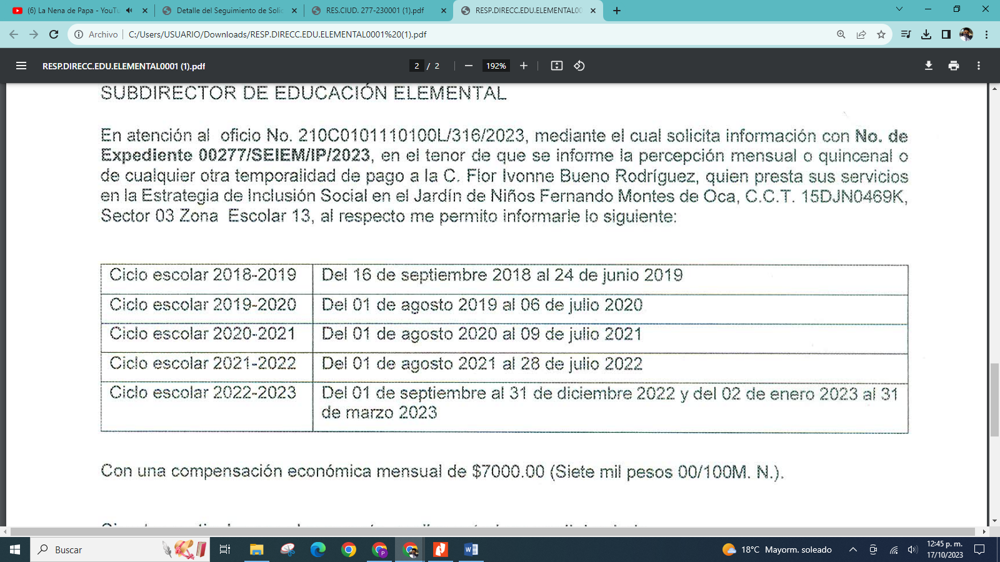 (6) La Nena de Papa - YouTu
Detalle del Seguimiento de Solic
RES.CIUD. 277-230001 (1).pdf
RESP.DIRECC.EDU.ELEMENTAL00
Archivo
C:/Users/USUARIO/Downloads/RESP.DIRECC.EDU.ELEMENTAL0001%20(1).pdf
RESP.DIRECC.EDU.ELEMENTAL0001 (1).pdf
2 / 2
192%
SUBDIRECTOR DE EDUCACIÓN ELEMENTAL
En atención al oficio No. 210C0101110100L/316/2023, mediante el cual solicita información con No. de
Expediente 00277/SEIEM/IP/2023, en el tenor de que se informe la percepción mensual o quincenal o
de cualquier otra temporalidad de pago a la C. Flor Ivonne Bueno Rodríguez, quien presta sus servicios
en la Estrategia de Inclusión Social en el Jardín de Niños Fernando Montes de Oca, C.C.T. 15DJN0469K,
Sector 03 Zona Escolar 13, al respecto me permito informarle lo siguiente:
Ciclo escolar 2018-2019 Del 16 de septiembre 2018 al 24 de junio 2019
Ciclo escolar 2019-2020 Del 01 de agosto 2019 al 06 de julio 2020
Ciclo escolar 2020-2021 Del 01 de agosto 2020 al 09 de julio 2021
Ciclo escolar 2021-2022 Del 01 de agosto 2021 al 28 de julio 2022
Ciclo escolar 2022-2023 Del 01 de septiembre al 31 de diciembre 2022 y del 02 de enero 2023 al 31
de marzo 2023
Con una compensación económica mensual de $7000.00 (Siete mil pesos 00/100M. N.).
Buscar
18°C Mayorm. soleado
12:45 p. m.
17/10/2023